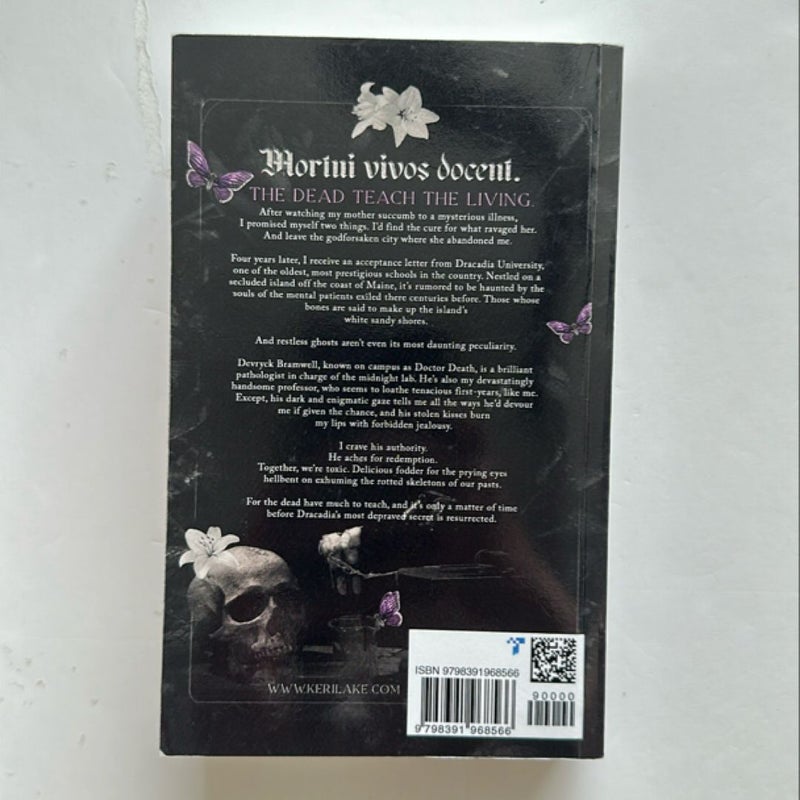 Mortui vivos docent.
THE DEAD TEACH THE LIVING.
After watching my mother succumb to a mysterious illness,
I promised myself two things. I'd find the cure for what ravaged her.
And leave the godforsaken city where she abandoned me.
Four years later, I receive an acceptance letter from Dracadia University,
one of the oldest, most prestigious schools in the country. Nestled on a
secluded island off the coast of Maine, it's rumored to be haunted by the
souls of the mental patients exiled there centuries before. Those whose
bones are said to make up the island's
white sandy shores.
And restless ghosts aren't even its most daunting peculiarity.
Devryck Bramwell, known on campus as Doctor Death, is a brilliant
pathologist in charge of the midnight lab. He's also my devastatingly
handsome professor, who seems to loathe tenacious first-years, like me.
Except, his dark and enigmatic gaze tells me all the ways he'd devour
me if given the chance, and his stolen kisses burn
my lips with forbidden jealousy.
I crave his authority.
He aches for redemption.
Together, we're toxic. Delicious fodder for the prying eyes
hellbent on exhuming the rotted skeletons of our pasts.
For the dead have much to teach, and it's only a matter of time
before Dracadia's most depraved secret is resurrected.
WWW.KERILAKE.COM
ISBN 9798391968566
90000
9 798391 968566